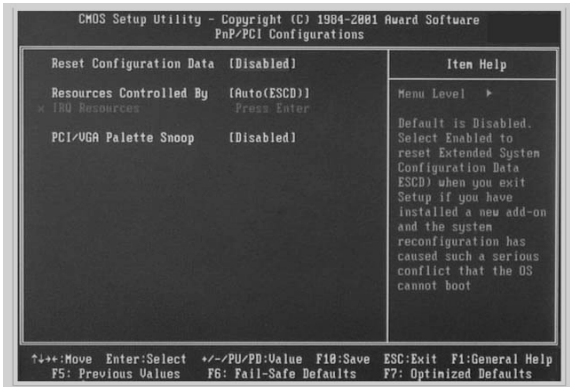 CMOS Setup Utility - Copyright (C) 1984-2001 Award Software
PnP/PCI Configurations
Reset Configuration Data [Disabled]
Resources Controlled By [Auto(ESCD)]
x IRQ Resources Press Enter
PCI/VGA Palette Snoop [Disabled]
Item Help
Menu Level ▶
Default is Disabled.
Select Enabled to
reset Extended System
Configuration Data
ESCD) when you exit
Setup if you have
installed a new add-on
and the system
reconfiguration has
caused such a serious
conflict that the OS
cannot boot
↑↓→←:Move Enter:Select +/-/PU/PD:Value F10:Save ESC:Exit F1:General Help
F5: Previous Values F6: Fail-Safe Defaults F7: Optimized Defaults